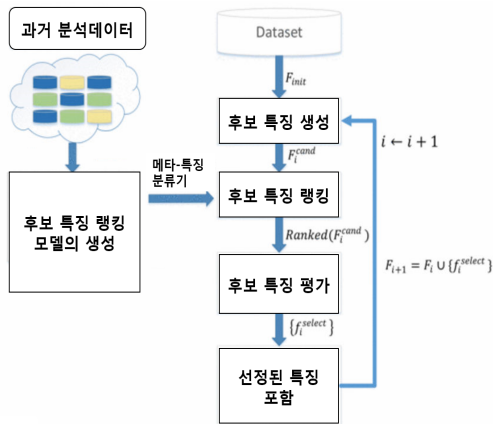 과거 분석데이터
Dataset
F_init
후보 특징 생성
i ← i + 1
F_i^cand
메타-특징
분류기
후보 특징 랭킹
후보 특징 랭킹
모델의 생성
Ranked(F_i^cand)
F_{i+1} = F_i ∪ {f_i^select}
후보 특징 평가
{f_i^select}
선정된 특징
포함